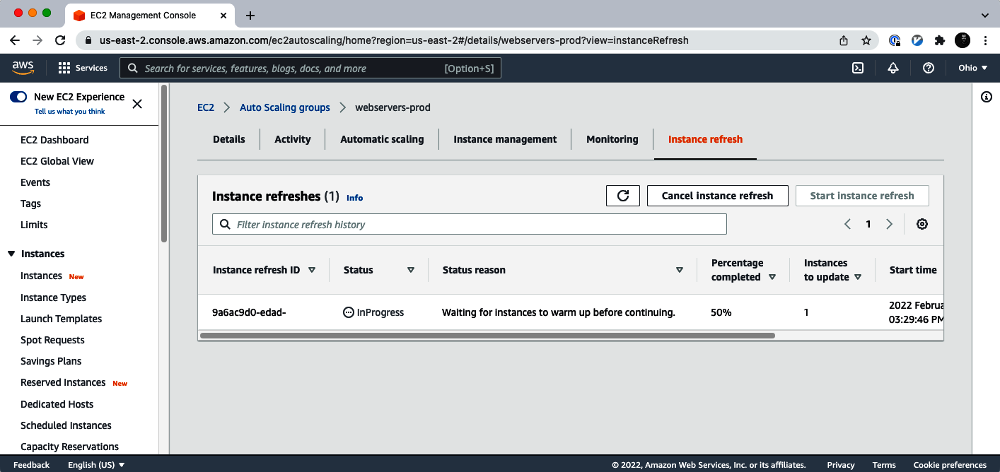 EC2 Management Console
us-east-2.console.aws.amazon.com/ec2autoscaling/home?region=us-east-2#/details/webservers-prod?view=instanceRefresh
aws
Services
Search for services, features, blogs, docs, and more
[Option+S]
Ohio
New EC2 Experience
Tell us what you think
EC2 Dashboard
EC2 Global View
Events
Tags
Limits
Instances
Instances New
Instance Types
Launch Templates
Spot Requests
Savings Plans
Reserved Instances New
Dedicated Hosts
Scheduled Instances
Capacity Reservations
EC2 > Auto Scaling groups > webservers-prod
Details
Activity
Automatic scaling
Instance management
Monitoring
Instance refresh
Instance refreshes (1) Info
Cancel instance refresh
Start instance refresh
Filter instance refresh history
1
Instance refresh ID
Status
Status reason
Percentage
completed
Instances
to update
Start time
9a6ac9d0-edad-
InProgress
Waiting for instances to warm up before continuing.
50%
1
2022
03:29:46
Feedback
English (US)
© 2022, Amazon Web Services, Inc. or its affiliates.
Privacy
Terms
Cookie preferences